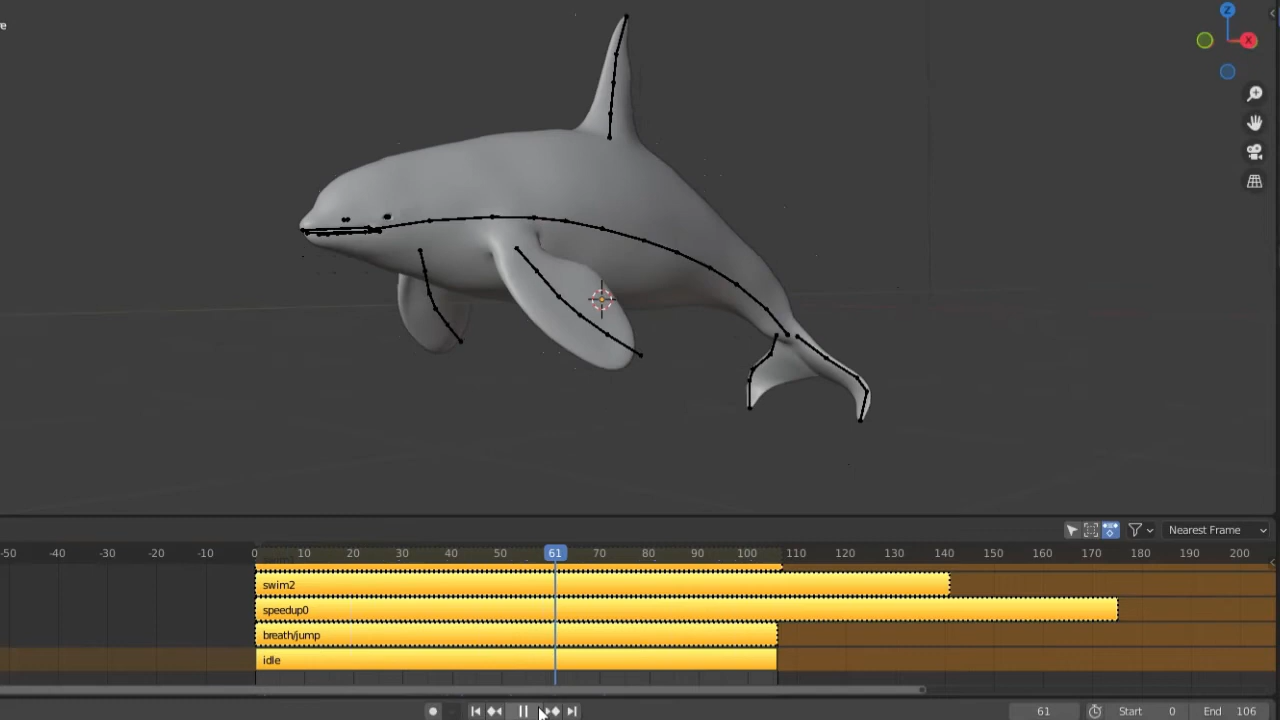 e
Z
X
Nearest Frame
-50 -40 -30 -20 -10 0 10 20 30 40 50 61 70 80 90 100 110 120 130 140 150 160 170 180 190 200
swim2
speedup0
breath/jump
idle
61 Start 0 End 106